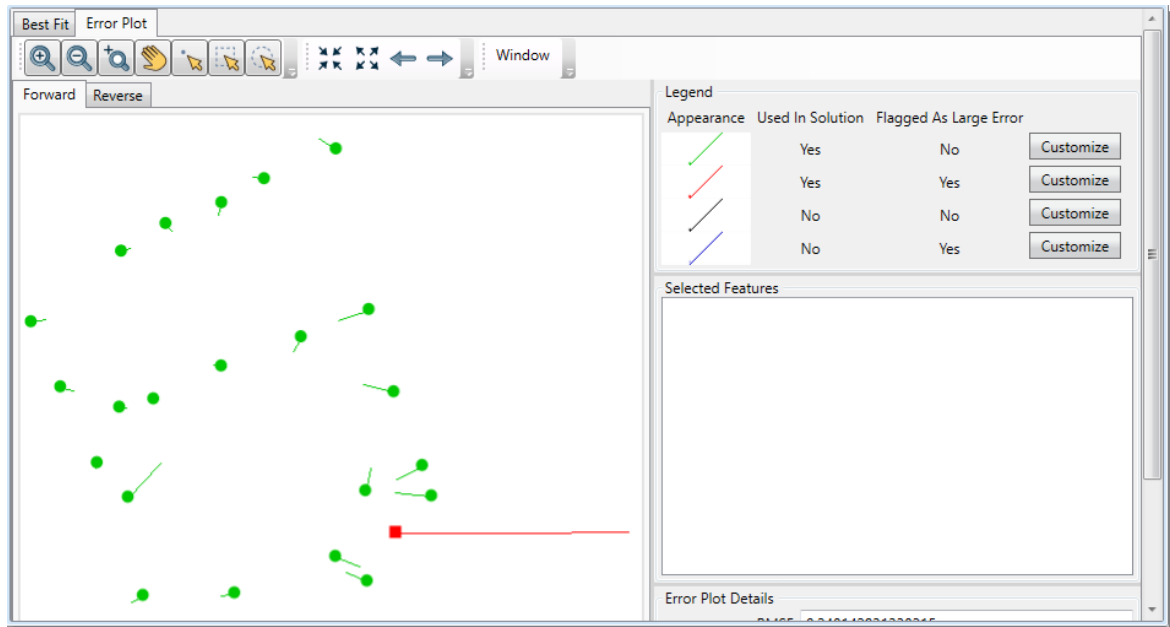 Best Fit Error Plot
Window
Forward Reverse
Legend
Appearance Used In Solution Flagged As Large Error
Yes No Customize
Yes Yes Customize
No No Customize
No Yes Customize
Selected Features
Error Plot Details